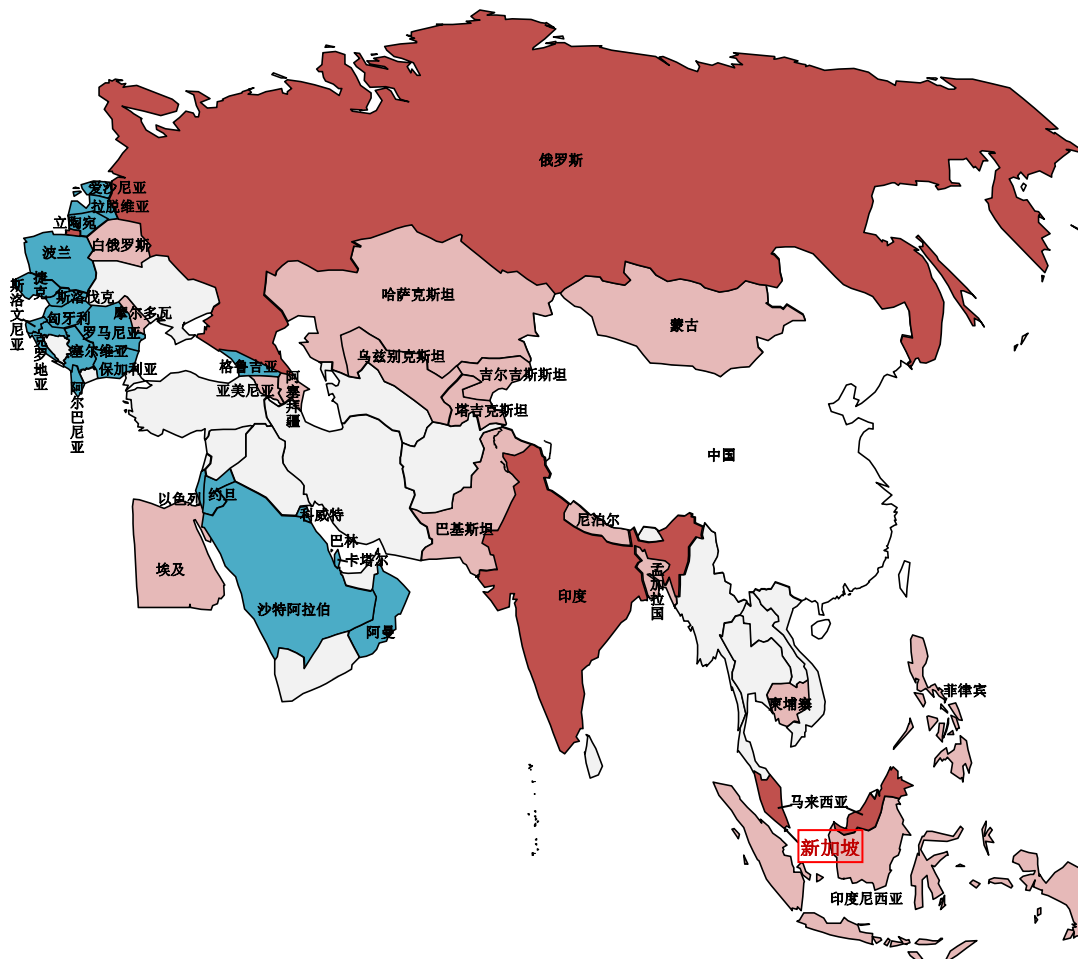 俄罗斯
爱沙尼亚
拉脱维亚
立陶宛
白俄罗斯
波兰
捷克
斯洛文尼亚
斯洛伐克
摩尔多瓦
匈牙利
罗马尼亚
克罗地亚
塞尔维亚
保加利亚
阿尔巴尼亚
哈萨克斯坦
蒙古
乌兹别克斯坦
格鲁吉亚
吉尔吉斯斯坦
亚美尼亚
阿塞拜疆
塔吉克斯坦
中国
以色列
约旦
科威特
巴基斯坦
尼泊尔
巴林
卡塔尔
埃及
孟加拉国
印度
沙特阿拉伯
阿曼
菲律宾
柬埔寨
马来西亚
新加坡
印度尼西亚